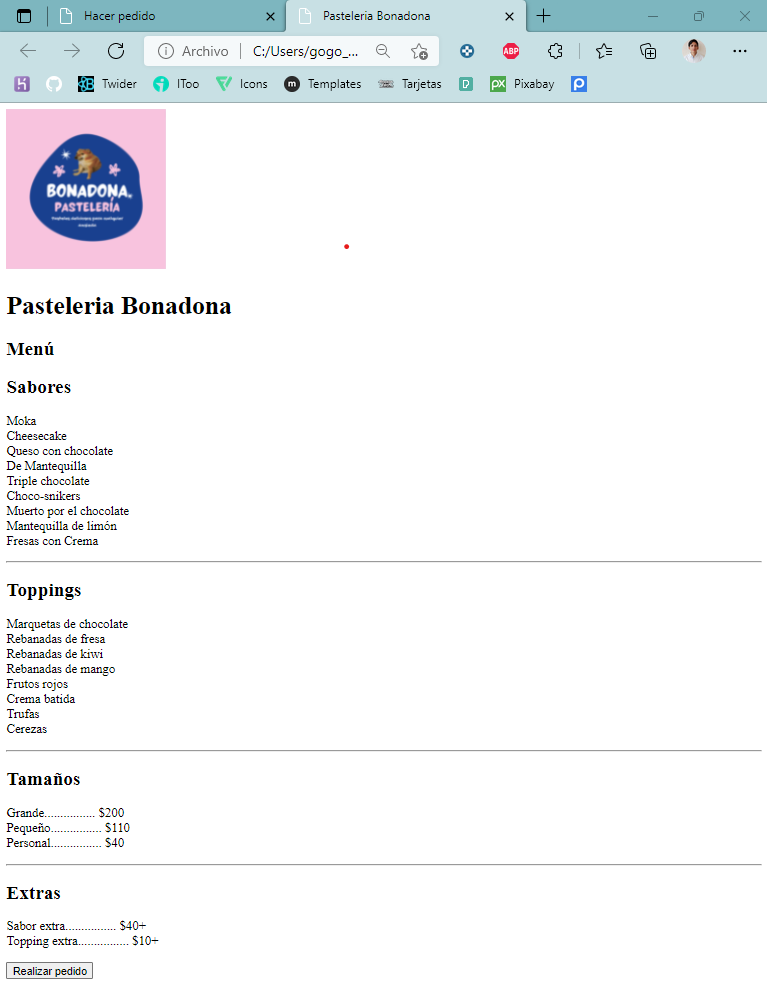 Hacer pedido
Pasteleria Bonadona
Archivo
C:/Users/gogo_...
ABP
Twider
IToo
Icons
m
Templates
Tarjetas
px
Pixabay
BONADONA
PASTELERÍA
Pasteleria Bonadona
Menú
Sabores
Moka
Cheesecake
Queso con chocolate
De Mantequilla
Triple chocolate
Choco-snikers
Muerto por el chocolate
Mantequilla de limón
Fresas con Crema
Toppings
Marquetas de chocolate
Rebanadas de fresa
Rebanadas de kiwi
Rebanadas de mango
Frutos rojos
Crema batida
Trufas
Cerezas
Tamaños
Grande................ $200
Pequeño................ $110
Personal................ $40
Extras
Sabor extra................ $40+
Topping extra................ $10+
Realizar pedido